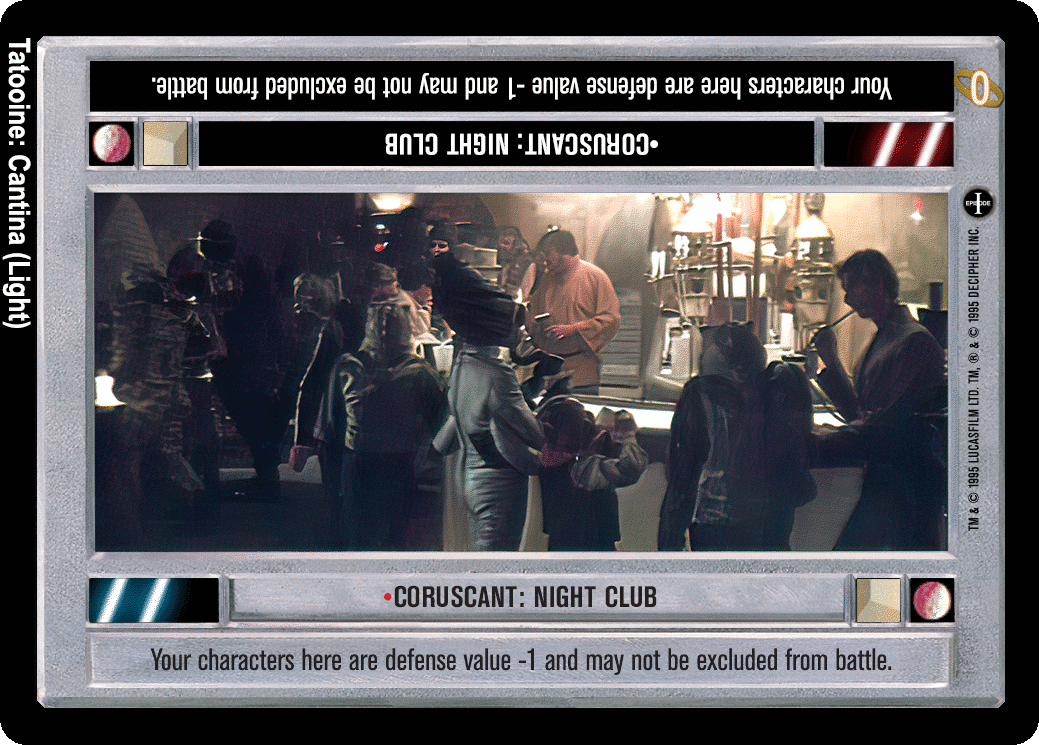 Your characters here are defense value -1 and may not be excluded from battle.
•CORUSCANT: NIGHT CLUB
0
EPISODE I
Tatooine: Cantina (Light)
TM & © 1995 LUCASFILM LTD. TM, ® & © 1995 DECIPHER INC.
•CORUSCANT: NIGHT CLUB
Your characters here are defense value -1 and may not be excluded from battle.